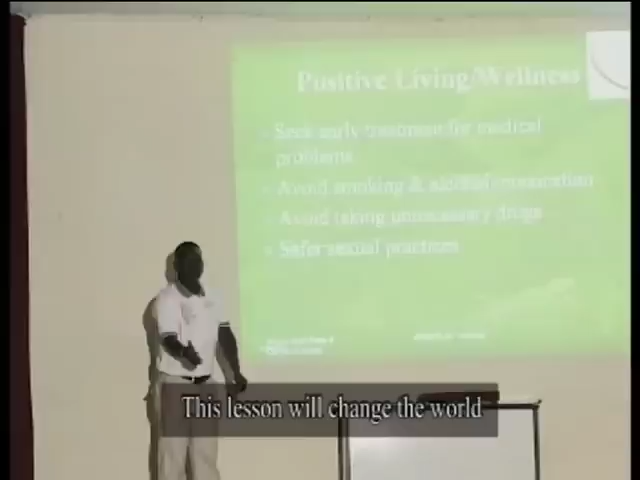 Positive Living/Wellness
Seek early treatment for medical
problems
Avoid smoking & alcohol consumption
Avoid taking unnecessary drugs
Safer sexual practices
This lesson will change the world